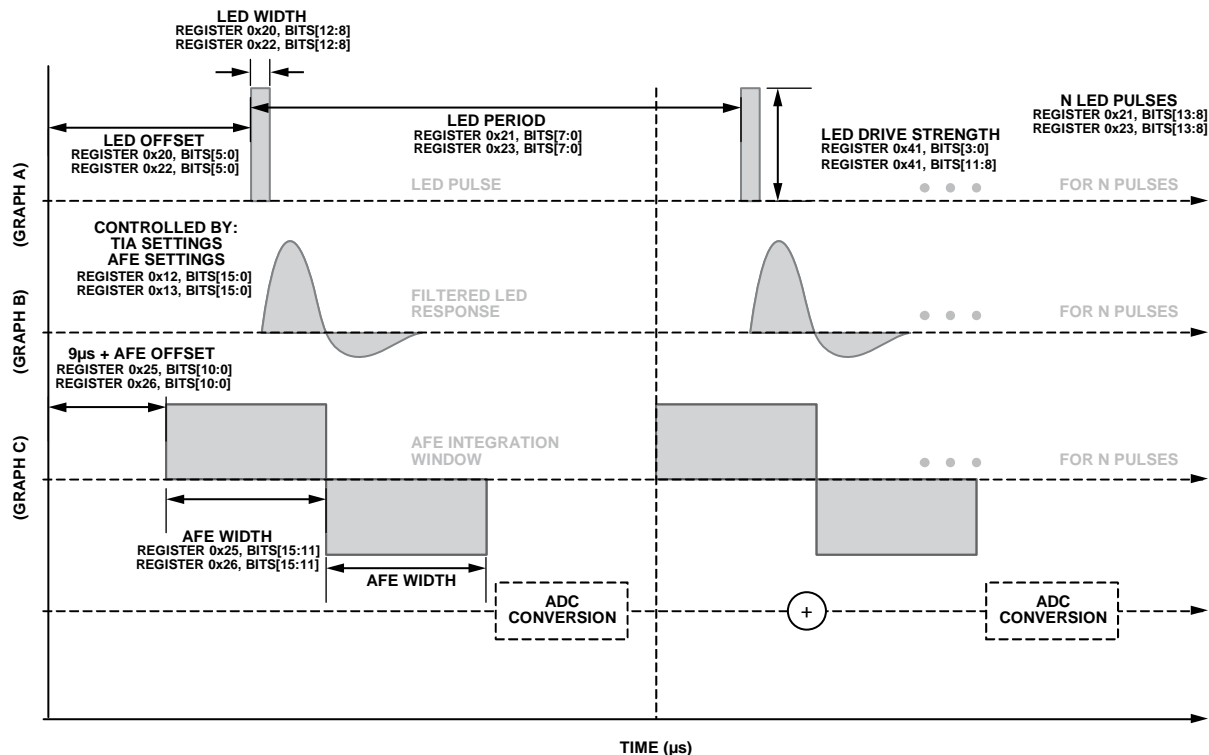 LED WIDTH
REGISTER 0x20, BITS[12:8]
REGISTER 0x22, BITS[12:8]
LED OFFSET
REGISTER 0x20, BITS[5:0]
REGISTER 0x22, BITS[5:0]
LED PERIOD
REGISTER 0x21, BITS[7:0]
REGISTER 0x23, BITS[7:0]
LED DRIVE STRENGTH
REGISTER 0x41, BITS[3:0]
REGISTER 0x41, BITS[11:8]
N LED PULSES
REGISTER 0x21, BITS[13:8]
REGISTER 0x23, BITS[13:8]
(GRAPH A)
LED PULSE
FOR N PULSES
CONTROLLED BY:
TIA SETTINGS
AFE SETTINGS
REGISTER 0x12, BITS[15:0]
REGISTER 0x13, BITS[15:0]
(GRAPH B)
FILTERED LED
RESPONSE
FOR N PULSES
9µs + AFE OFFSET
REGISTER 0x25, BITS[10:0]
REGISTER 0x26, BITS[10:0]
(GRAPH C)
AFE INTEGRATION
WINDOW
FOR N PULSES
AFE WIDTH
REGISTER 0x25, BITS[15:11]
REGISTER 0x26, BITS[15:11]
AFE WIDTH
ADC
CONVERSION
+
ADC
CONVERSION
TIME (µs)